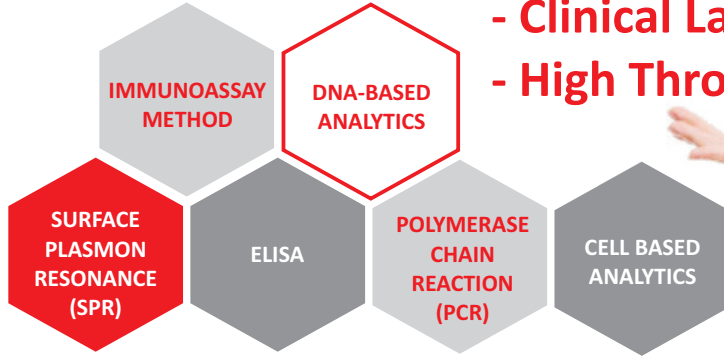 - Clinical La
- High Thro
IMMUNOASSAY
METHOD
DNA-BASED
ANALYTICS
SURFACE
PLASMON
RESONANCE
(SPR)
ELISA
POLYMERASE
CHAIN
REACTION
(PCR)
CELL BASED
ANALYTICS